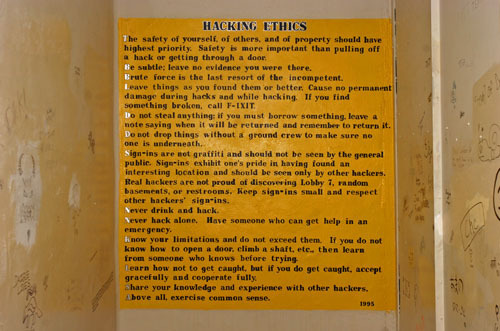 HACKING ETHICS
The safety of yourself, of others, and of property should have
highest priority. Safety is more important than pulling off
a hack or getting through a door.
Be subtle; leave no evidence you were there.
Brute force is the last resort of the incompetent.
Leave things as you found them or better. Cause no permanent
damage during hacks and while hacking. If you find
something broken, call F-IXIT.
Do not steal anything; if you must borrow something, leave a
note saying when it will be returned and remember to return it.
Do not drop things without a ground crew to make sure no
one is underneath.
Sign-ins are not graffiti and should not be seen by the general
public. Sign-ins exhibit one's pride in having found an
interesting location and should be seen only by other hackers.
Real hackers are not proud of discovering Lobby 7, random
basements, or restrooms. Keep sign-ins small and respect
other hackers' sign-ins.
Never drink and hack.
Never hack alone. Have someone who can get help in an
emergency.
Know your limitations and do not exceed them. If you do not
know how to open a door, climb a shaft, etc., then learn
from someone who knows before trying.
Learn how not to get caught, but if you do get caught, accept
gracefully and cooperate fully.
Share your knowledge and experience with other hackers.
Above all, exercise common sense.
1995